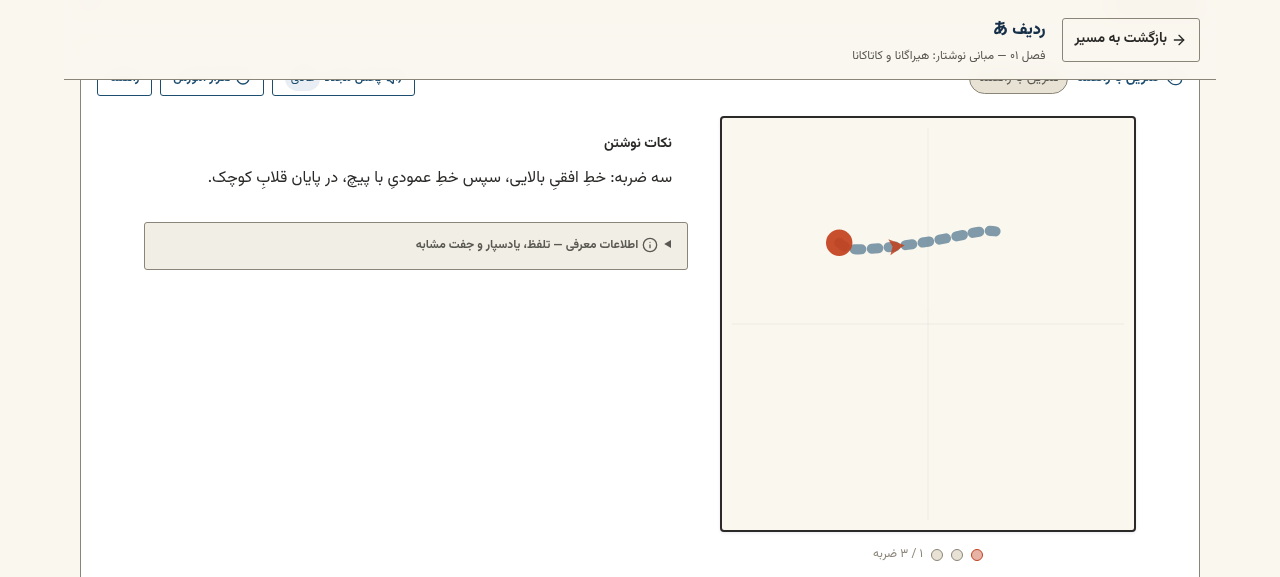 بازگشت به مسیر
ردیف あ
فصل ۰۱ — مبانی نوشتار: هیراگانا و کاتاکانا
نکات نوشتن
سه ضربه: خطِ افقیِ بالایی، سپس خطِ عمودیِ با پیچ، در پایان قلابِ کوچک.
اطلاعات معرفی — تلفظ، یادسپار و جفت مشابه
۱ / ۳ ضربه